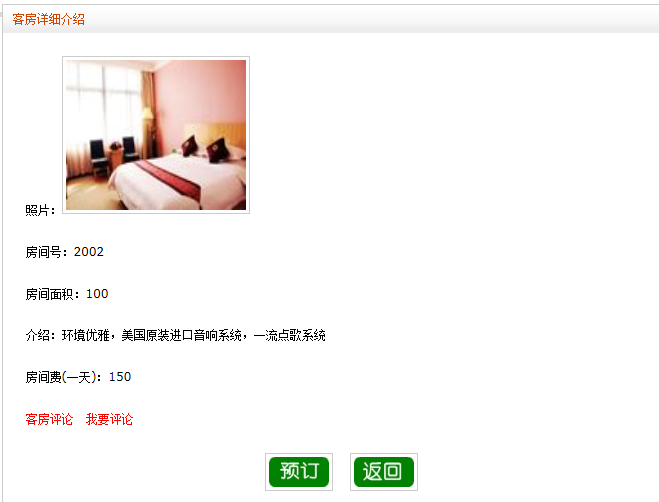 客房详细介绍
照片：
房间号：2002
房间面积：100
介绍：环境优雅，美国原装进口音响系统，一流点歌系统
房间费(一天)：150
客房评论 我要评论
预订 返回